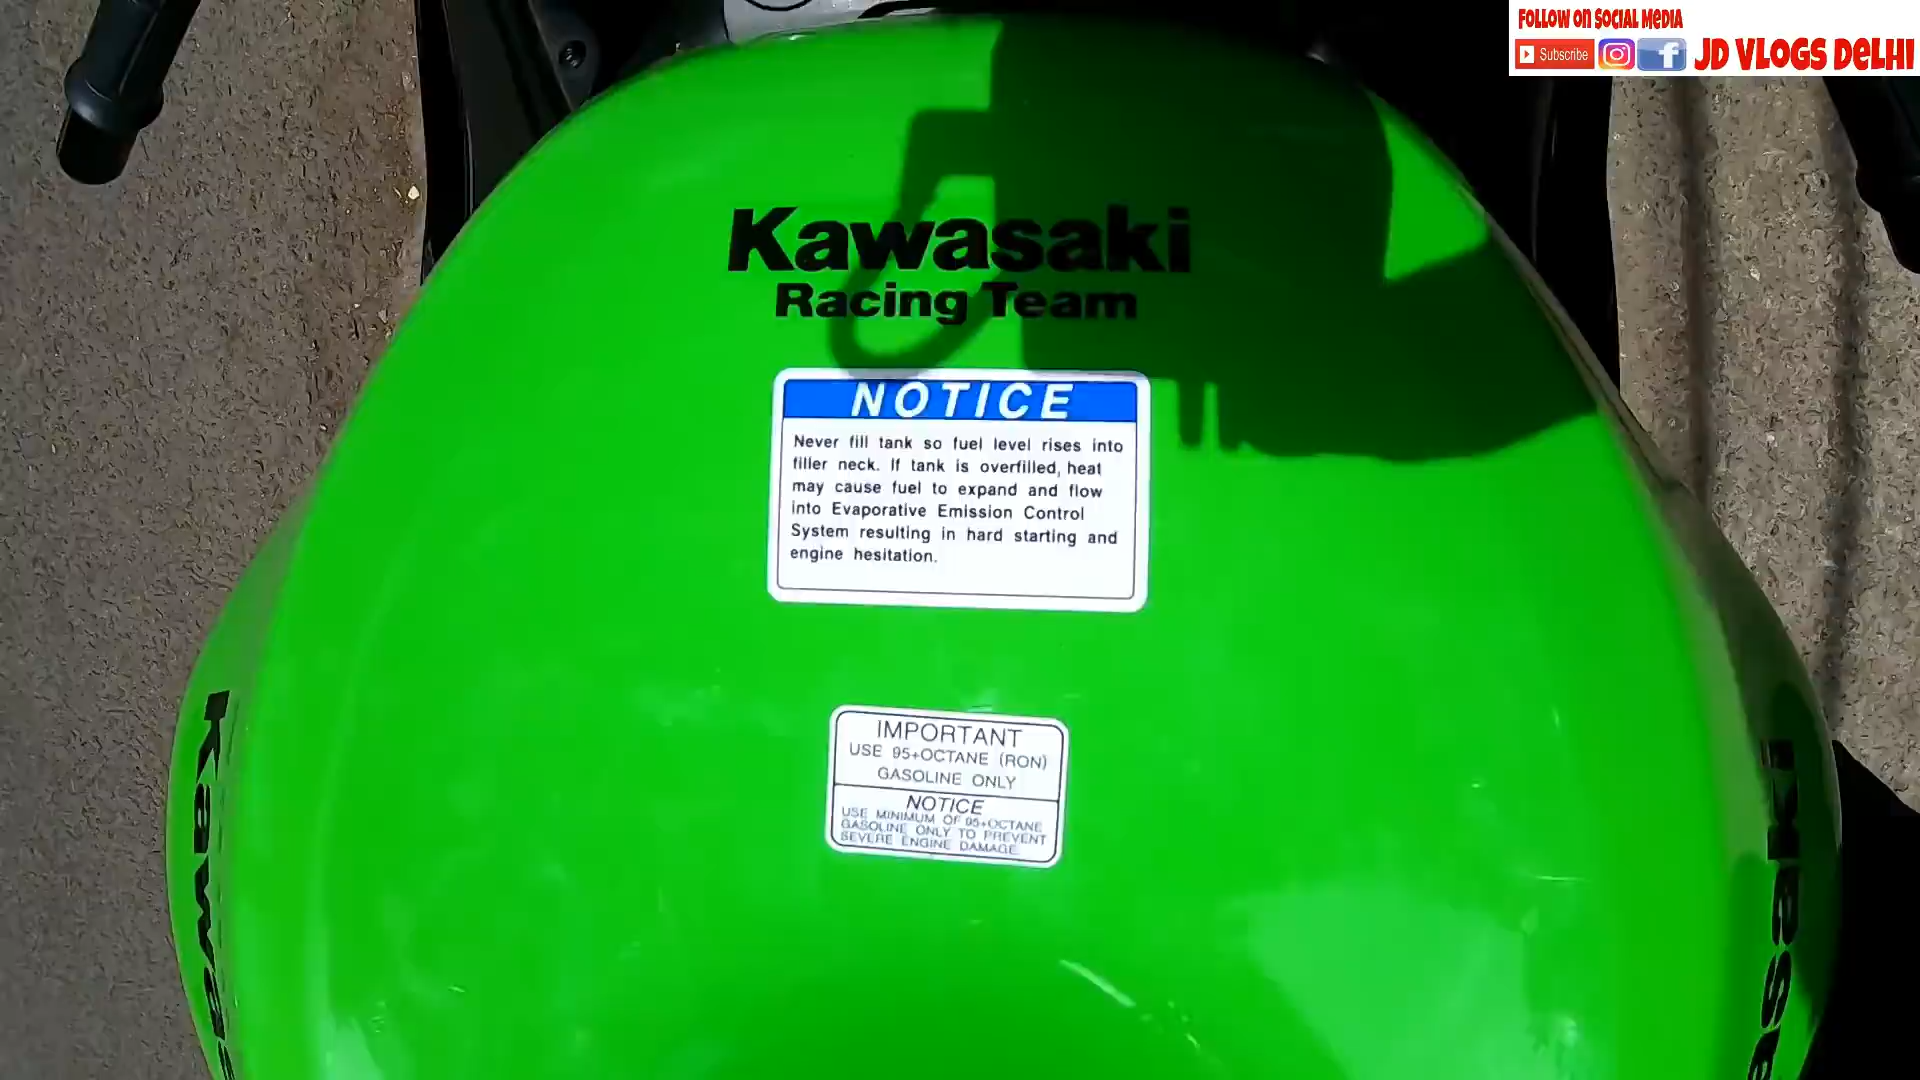 FOLLOW ON SOCIAL MEDIA
Subscribe
JD VLOGS DELHI
Kawasaki
Racing Team
NOTICE
Never fill tank so fuel level rises into
filler neck. If tank is overfilled, heat
may cause fuel to expand and flow
into Evaporative Emission Control
System resulting in hard starting and
engine hesitation.
IMPORTANT
USE 95+OCTANE (RON)
GASOLINE ONLY
NOTICE
USE MINIMUM OF 95+OCTANE
GASOLINE ONLY TO PREVENT
SEVERE ENGINE DAMAGE